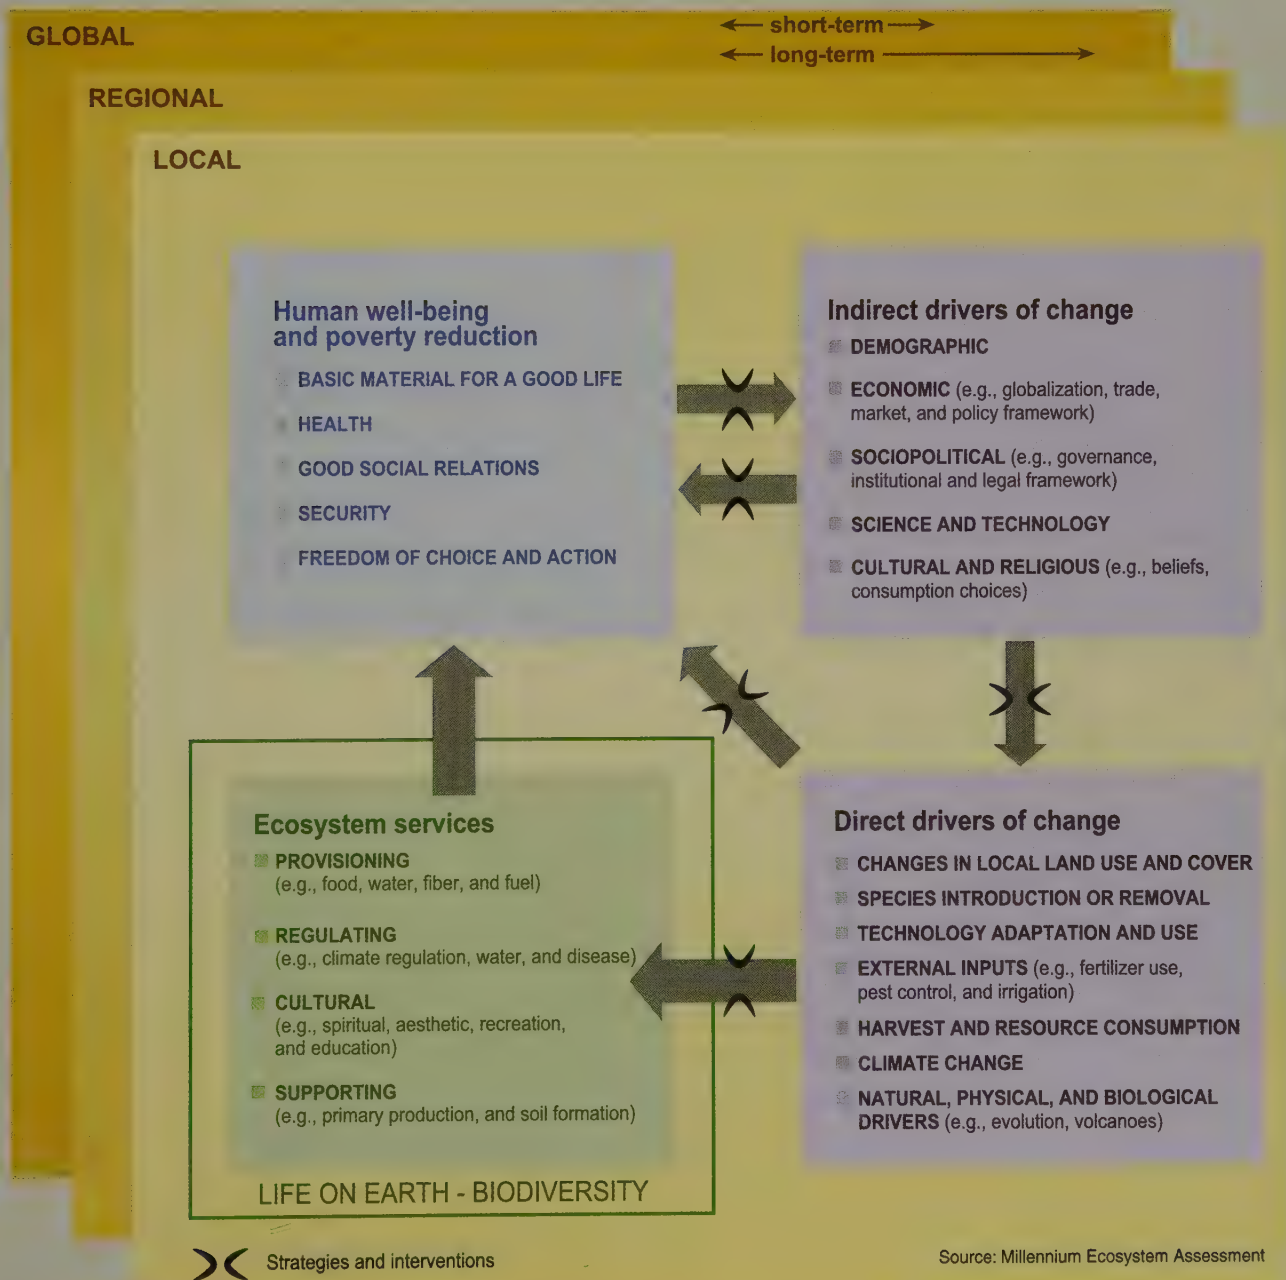 GLOBAL
short-term
long-term
REGIONAL
LOCAL
Human well-being
and poverty reduction
BASIC MATERIAL FOR A GOOD LIFE
HEALTH
GOOD SOCIAL RELATIONS
SECURITY
FREEDOM OF CHOICE AND ACTION
Indirect drivers of change
DEMOGRAPHIC
ECONOMIC (e.g., globalization, trade,
market, and policy framework)
SOCIOPOLITICAL (e.g., governance,
institutional and legal framework)
SCIENCE AND TECHNOLOGY
CULTURAL AND RELIGIOUS (e.g., beliefs,
consumption choices)
Ecosystem services
PROVISIONING
(e.g., food, water, fiber, and fuel)
REGULATING
(e.g., climate regulation, water, and disease)
CULTURAL
(e.g., spiritual, aesthetic, recreation,
and education)
SUPPORTING
(e.g., primary production, and soil formation)
LIFE ON EARTH - BIODIVERSITY
Direct drivers of change
CHANGES IN LOCAL LAND USE AND COVER
SPECIES INTRODUCTION OR REMOVAL
TECHNOLOGY ADAPTATION AND USE
EXTERNAL INPUTS (e.g., fertilizer use,
pest control, and irrigation)
HARVEST AND RESOURCE CONSUMPTION
CLIMATE CHANGE
NATURAL, PHYSICAL, AND BIOLOGICAL
DRIVERS (e.g., evolution, volcanoes)
Strategies and interventions
Source: Millennium Ecosystem Assessment